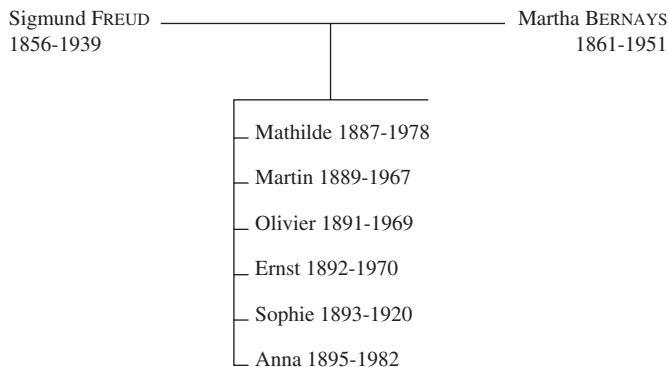 Sigmund FREUD
1856-1939
Martha BERNAYS
1861-1951
Mathilde 1887-1978
Martin 1889-1967
Olivier 1891-1969
Ernst 1892-1970
Sophie 1893-1920
Anna 1895-1982